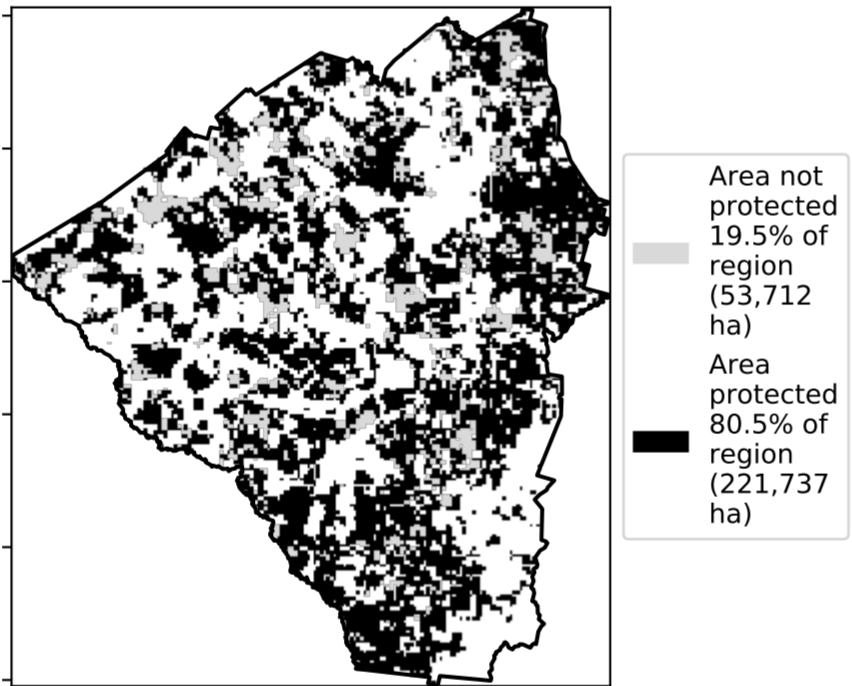 Area not
protected
19.5% of
region
(53,712
ha)
Area
protected
80.5% of
region
(221,737
ha)